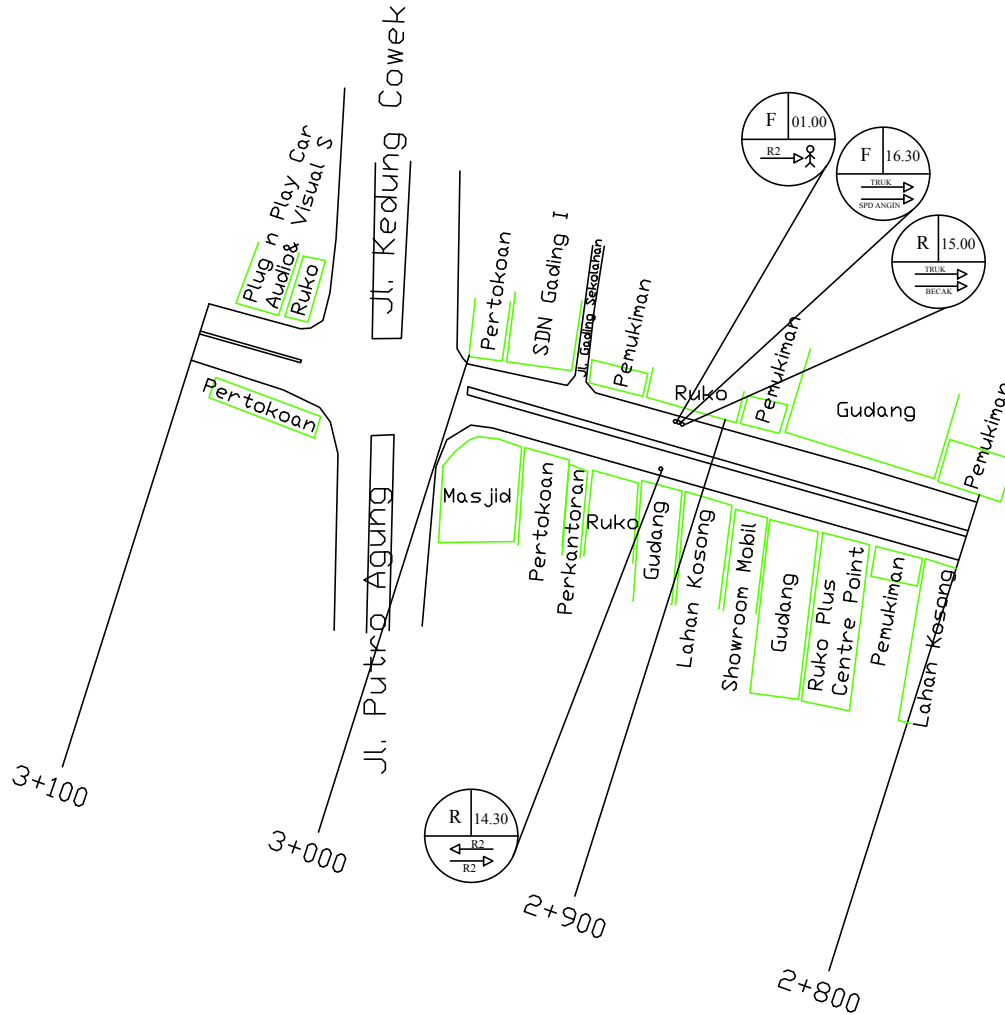 Jl. Kedung Cowek
Plug n Play Car
Audio& Visual S
Ruko
Pertokoan
Pertokoan
SDN Gading I
Jl. Gading Sekolahan
Pemukiman
Ruko
Pemukiman
Gudang
Pemukiman
F 01.00
R2
F 16.30
TRUK
SPD ANGIN
R 15.00
TRUK
BECAK
Masjid
Pertokoan
Perkantoran
Ruko
Gudang
Lahan Kosong
Showroom Mobil
Gudang
Ruko Plus
Centre Point
Pemukiman
Lahan Kosong
Jl. Putro Agung
R 14.30
R2
R2
3+100
3+000
2+900
2+800